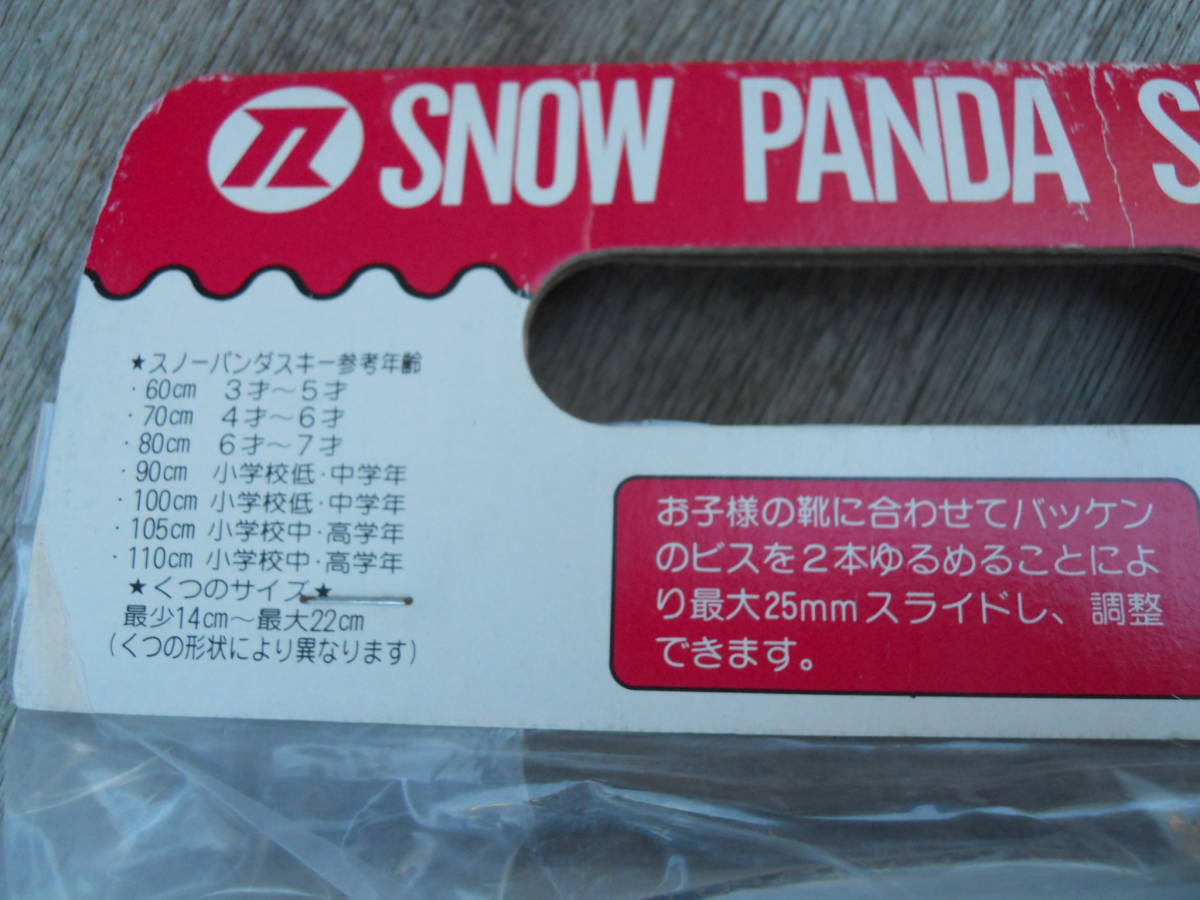 SNOW PANDA S
★スノーパンダスキー参考年齢
・60cm 3才～5才
・70cm 4才～6才
・80cm 6才～7才
・90cm 小学校低・中学年
・100cm 小学校低・中学年
・105cm 小学校中・高学年
・110cm 小学校中・高学年
★くつのサイズ★
最少14cm～最大22cm
(くつの形状により異なります)
お子様の靴に合わせてバッケン
のビスを2本ゆるめることによ
り最大25mmスライドし、調整
できます。